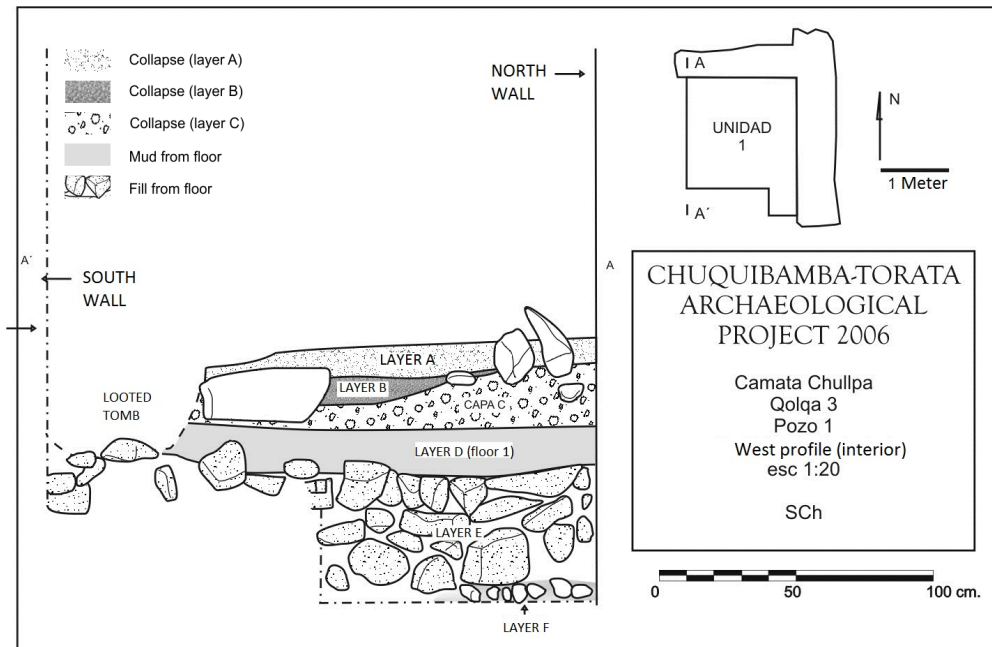 Collapse (layer A)
Collapse (layer B)
Collapse (layer C)
Mud from floor
Fill from floor
NORTH
WALL
A
UNIDAD
1
A´
N
1 Meter
A´
SOUTH
WALL
A
LOOTED
TOMB
LAYER A
LAYER B
CAPA C
LAYER D (floor 1)
LAYER E
LAYER F
CHUQUIBAMBA-TORATA
ARCHAEOLOGICAL
PROJECT 2006
Camata Chullpa
Qolqa 3
Pozo 1
West profile (interior)
esc 1:20
SCh
0 50 100 cm.